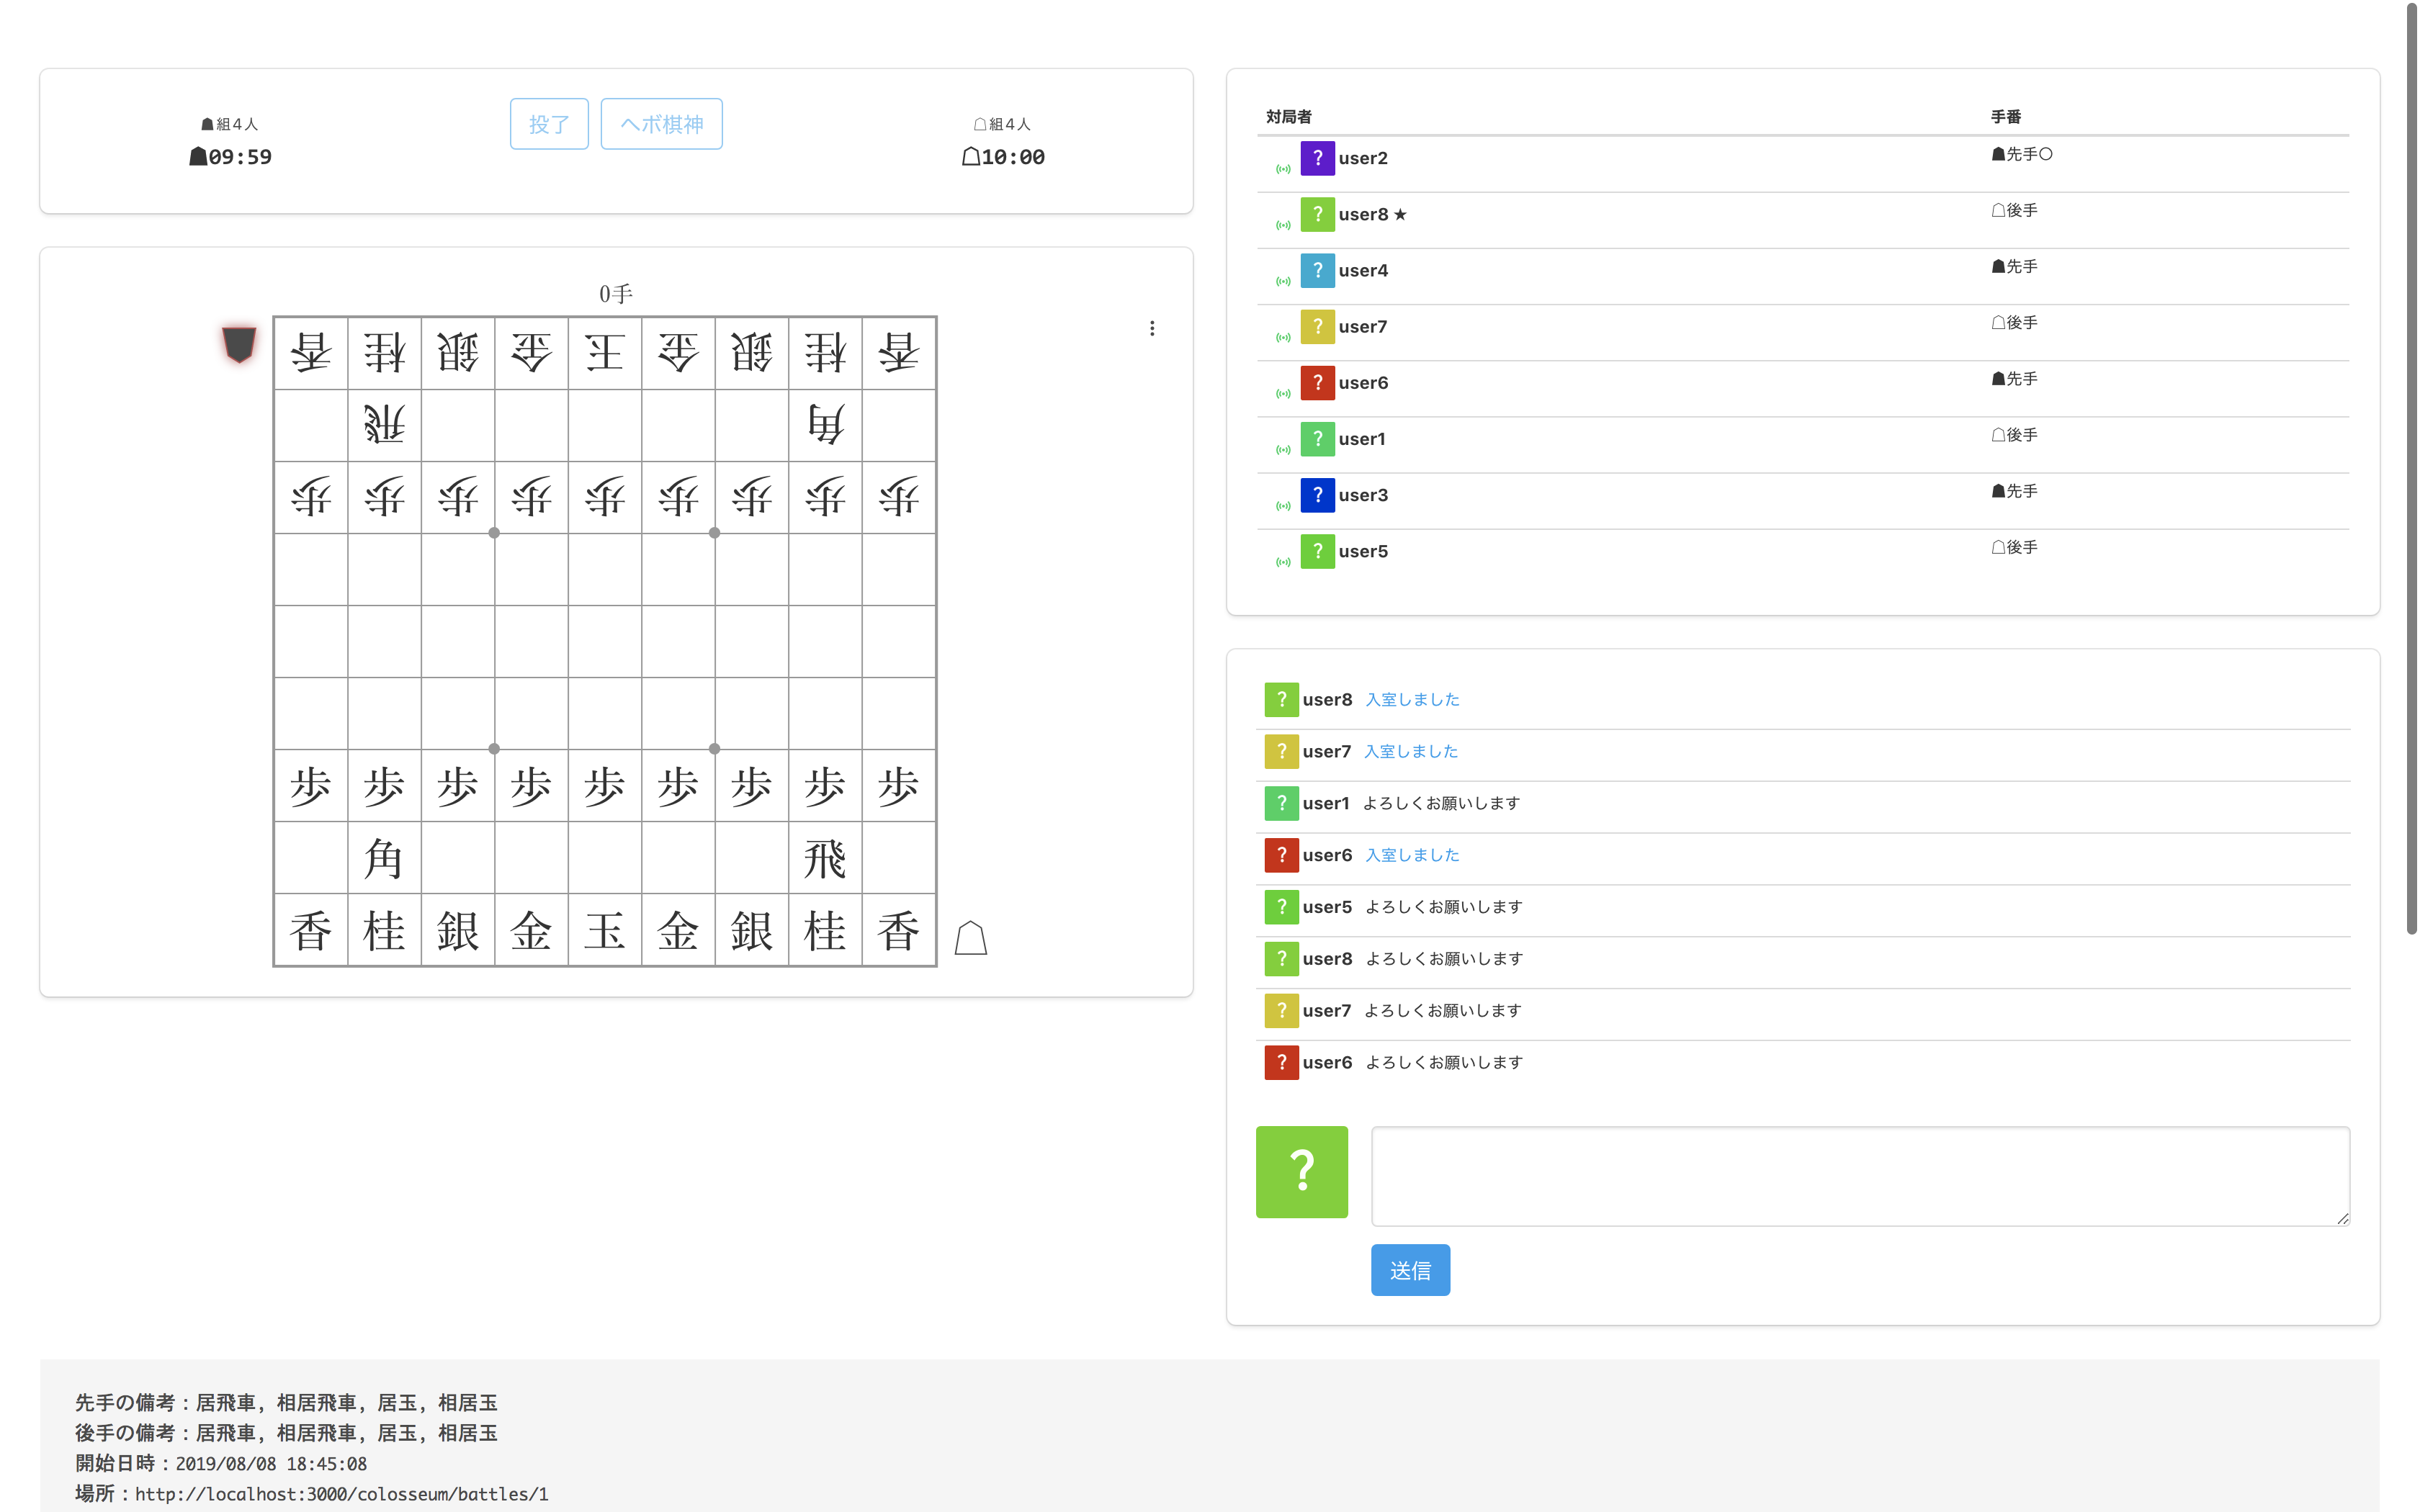 ☗組4人
☗09:59
投了
ヘボ棋神
☖組4人
☖10:00
0手
香桂銀金玉金銀桂香
飛角
歩歩歩歩歩歩歩歩歩
歩歩歩歩歩歩歩歩歩
角飛
香桂銀金玉金銀桂香
対局者 手番
? user2 ☗先手○
? user8 ★ ☖後手
? user4 ☗先手
? user7 ☖後手
? user6 ☗先手
? user1 ☖後手
? user3 ☗先手
? user5 ☖後手
? user8 入室しました
? user7 入室しました
? user1 よろしくお願いします
? user6 入室しました
? user5 よろしくお願いします
? user8 よろしくお願いします
? user7 よろしくお願いします
? user6 よろしくお願いします
?
送信
先手の備考：居飛車, 相居飛車, 居玉, 相居玉
後手の備考：居飛車, 相居飛車, 居玉, 相居玉
開始日時：2019/08/08 18:45:08
場所：http://localhost:3000/colosseum/battles/1